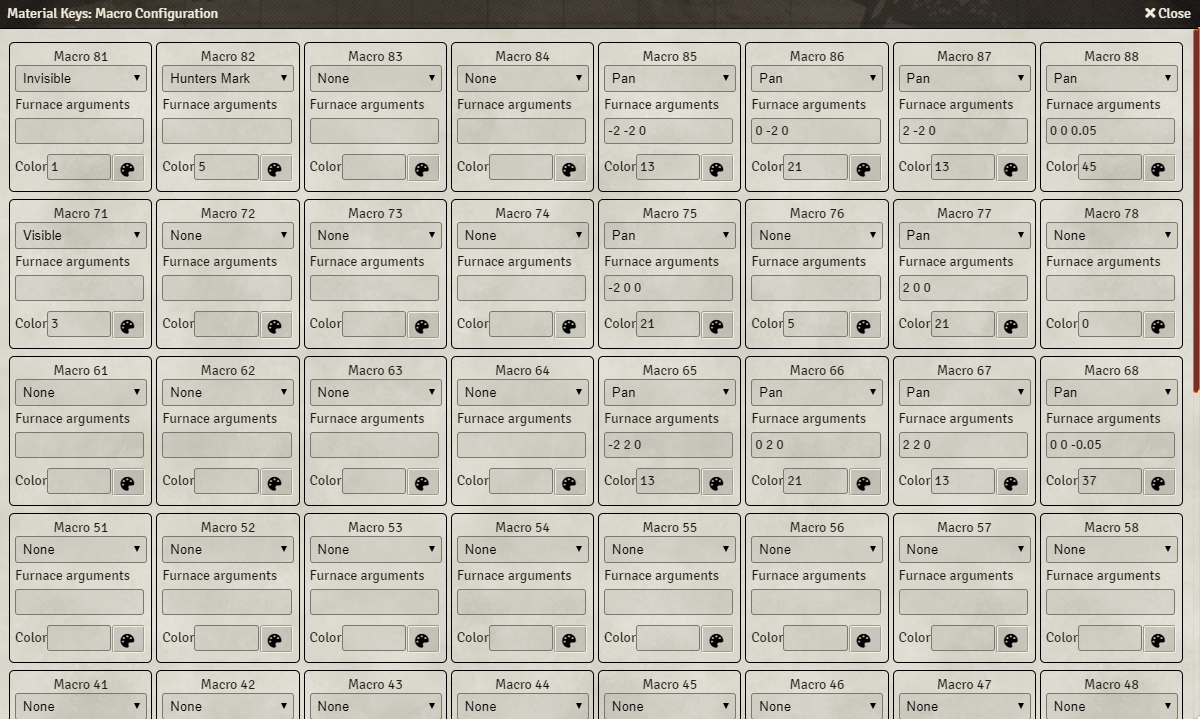 Material Keys: Macro Configuration Close
Macro 81 Macro 82 Macro 83 Macro 84 Macro 85 Macro 86 Macro 87 Macro 88
Invisible Hunters Mark None None Pan Pan Pan Pan
Furnace arguments Furnace arguments Furnace arguments Furnace arguments Furnace arguments Furnace arguments Furnace arguments Furnace arguments
-2 -2 0 0 -2 0 2 -2 0 0 0 0.05
Color 1 Color 5 Color Color Color 13 Color 21 Color 13 Color 45
Macro 71 Macro 72 Macro 73 Macro 74 Macro 75 Macro 76 Macro 77 Macro 78
Visible None None None Pan None Pan None
Furnace arguments Furnace arguments Furnace arguments Furnace arguments Furnace arguments Furnace arguments Furnace arguments Furnace arguments
-2 0 0 2 0 0
Color 3 Color Color Color Color 21 Color 5 Color 21 Color 0
Macro 61 Macro 62 Macro 63 Macro 64 Macro 65 Macro 66 Macro 67 Macro 68
None None None None Pan Pan Pan Pan
Furnace arguments Furnace arguments Furnace arguments Furnace arguments Furnace arguments Furnace arguments Furnace arguments Furnace arguments
-2 2 0 0 2 0 2 2 0 0 0 -0.05
Color Color Color Color Color 13 Color 21 Color 13 Color 37
Macro 51 Macro 52 Macro 53 Macro 54 Macro 55 Macro 56 Macro 57 Macro 58
None None None None None None None None
Furnace arguments Furnace arguments Furnace arguments Furnace arguments Furnace arguments Furnace arguments Furnace arguments Furnace arguments
Color Color Color Color Color Color Color Color
Macro 41 Macro 42 Macro 43 Macro 44 Macro 45 Macro 46 Macro 47 Macro 48
None None None None None None None None